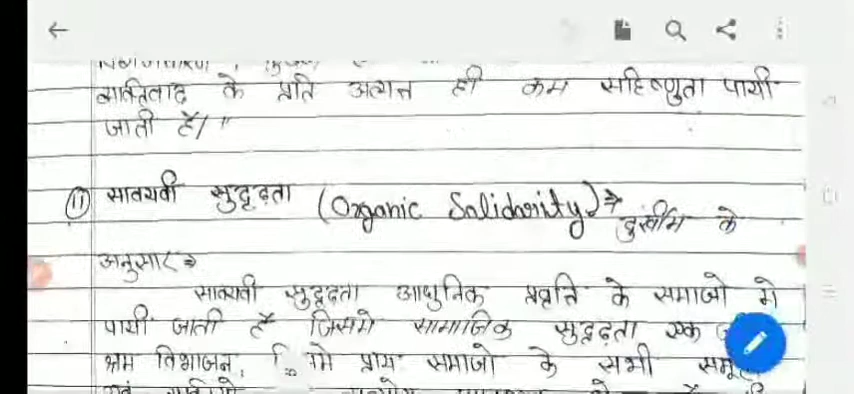 व्यक्तिवाद के प्रति अत्यन्त ही कम सहिष्णुता पायी
जाती है।"
(ii) सावयवी सुदृढ़ता (Organic Solidarity) ⇒ दुर्खीम के
अनुसार ⇒
सावयवी सुदृढ़ता आधुनिक प्रवृत्ति के समाजो मे
पायी जाती है जिसमे सामाजिक सुदृढ़ता एक
श्रम विभाजन, प्रायः समाजो के सभी